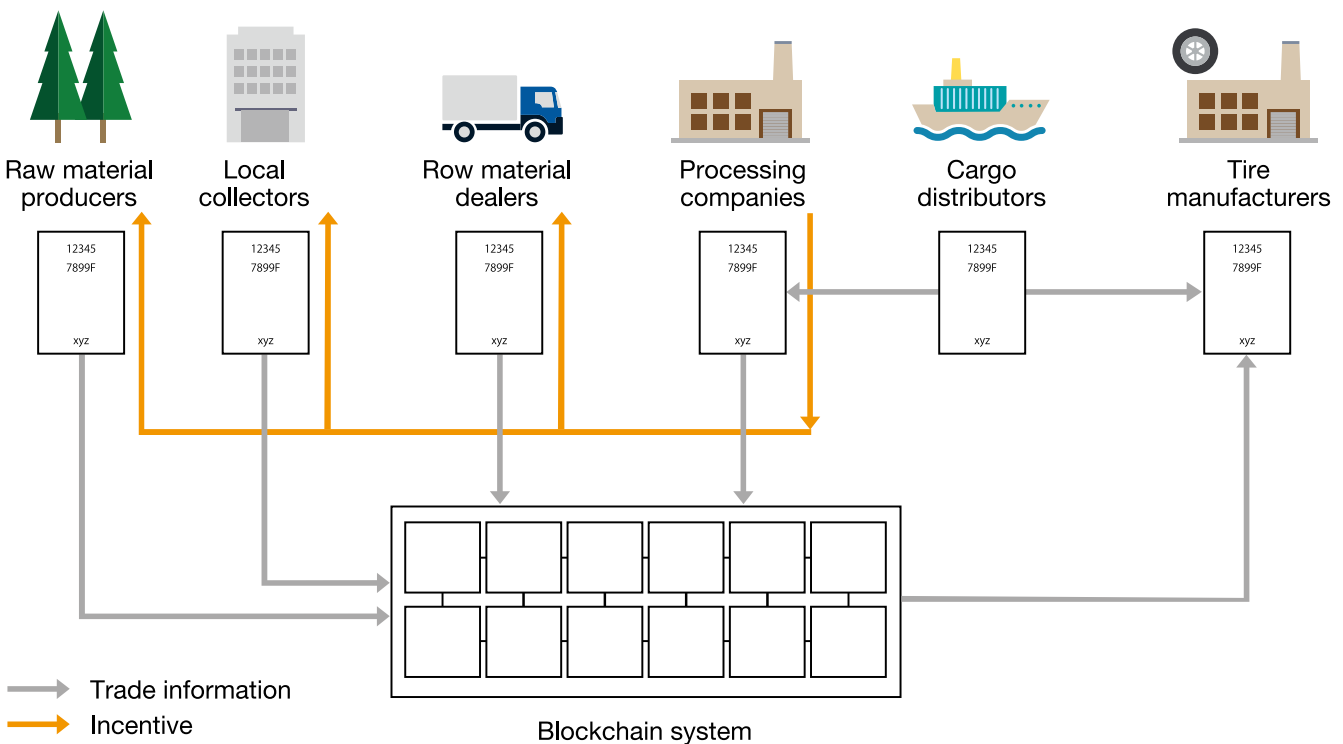 Raw material
producers
Local
collectors
Row material
dealers
Processing
companies
Cargo
distributors
Tire
manufacturers
12345
7899F
xyz
12345
7899F
xyz
12345
7899F
xyz
12345
7899F
xyz
12345
7899F
xyz
12345
7899F
xyz
Trade information
Incentive
Blockchain system